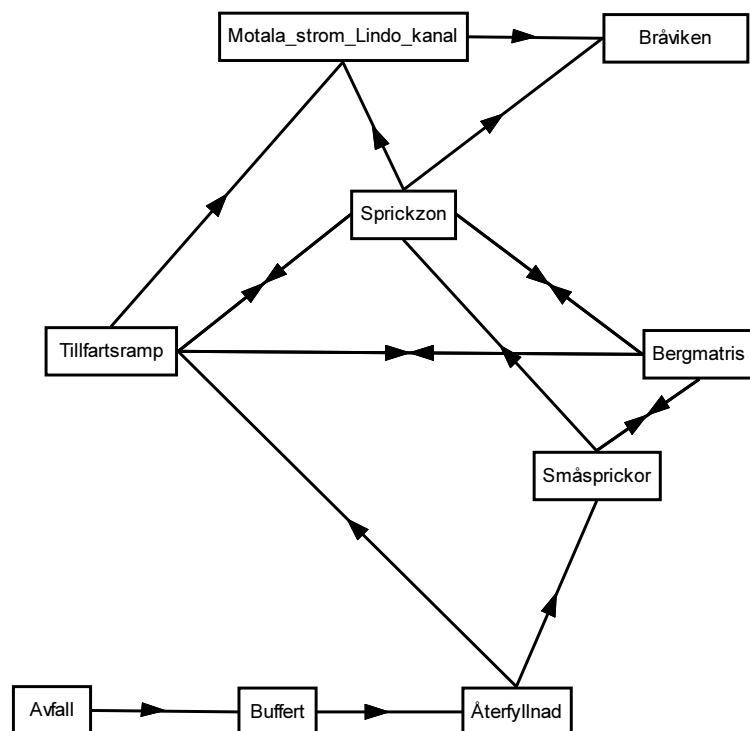 Motala_strom_Lindo_kanal
Bråviken
Sprickzon
Tillfartsramp
Bergmatris
Småsprickor
Avfall
Buffert
Återfyllnad